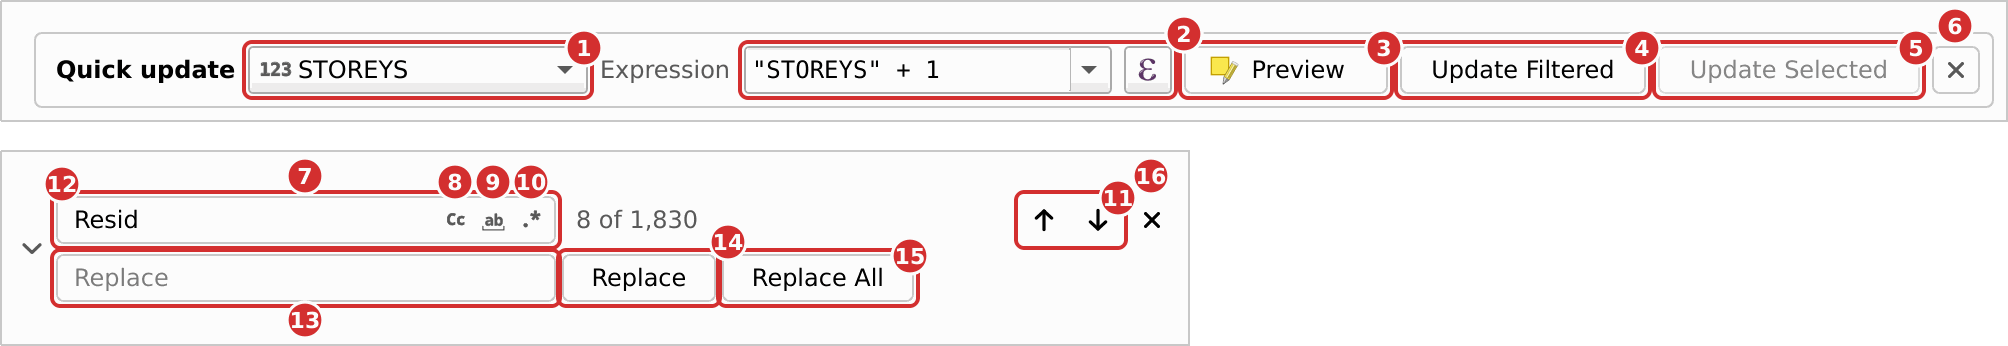 Quick update 123 STOREYS Expression "STOREYS" + 1 ε Preview Update Filtered Update Selected
1 2 3 4 5 6
12 7 8 9 10 11 16
Resid Cc ab .* 8 of 1,830
14 15
Replace Replace Replace All
13